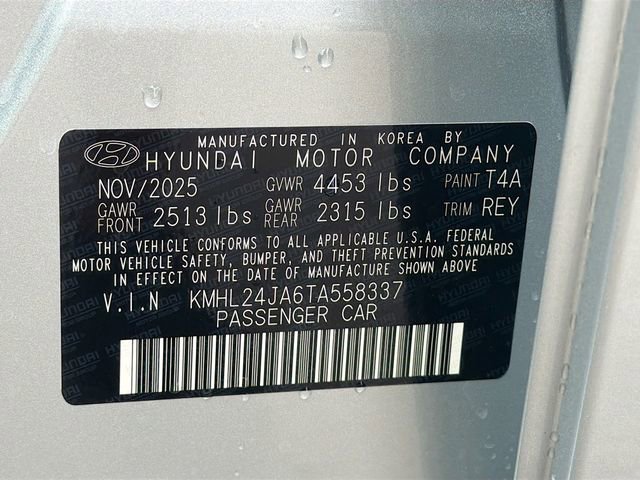 MANUFACTURED IN KOREA BY
HYUNDAI MOTOR COMPANY
NOV/2025 GVWR 4453 lbs PAINT T4A
GAWR FRONT 2513 lbs GAWR REAR 2315 lbs TRIM REY
THIS VEHICLE CONFORMS TO ALL APPLICABLE U.S.A. FEDERAL
MOTOR VEHICLE SAFETY, BUMPER, AND THEFT PREVENTION STANDARDS
IN EFFECT ON THE DATE OF MANUFACTURE SHOWN ABOVE.
V.I.N KMHL24JA6TA558337
PASSENGER CAR